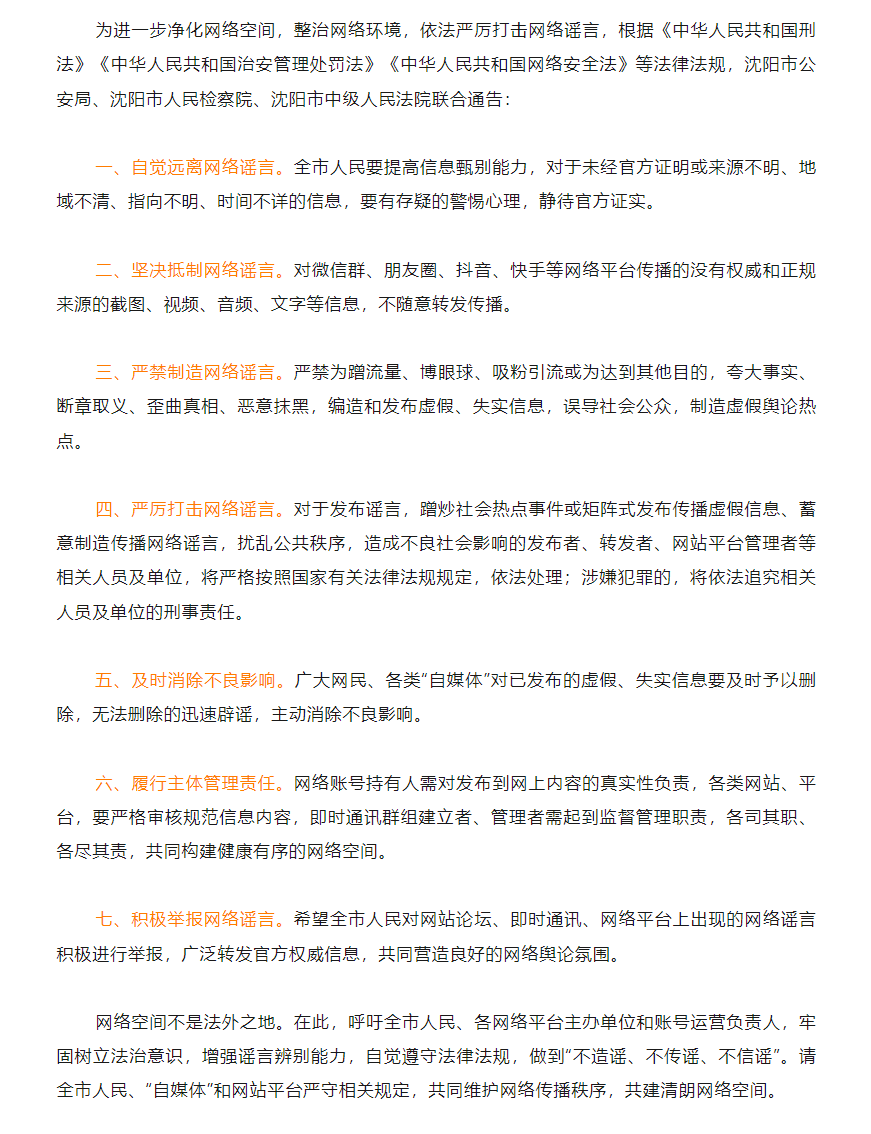 为进一步净化网络空间，整治网络环境，依法严厉打击网络谣言，根据《中华人民共和国刑
法》《中华人民共和国治安管理处罚法》《中华人民共和国网络安全法》等法律法规，沈阳市公
安局、沈阳市人民检察院、沈阳市中级人民法院联合通告：
一、自觉远离网络谣言。全市人民要提高信息甄别能力，对于未经官方证明或来源不明、地
域不清、指向不明、时间不详的信息，要有存疑的警惕心理，静待官方证实。
二、坚决抵制网络谣言。对微信群、朋友圈、抖音、快手等网络平台传播的没有权威和正规
来源的截图、视频、音频、文字等信息，不随意转发传播。
三、严禁制造网络谣言。严禁为蹭流量、博眼球、吸粉引流或为达到其他目的，夸大事实、
断章取义、歪曲真相、恶意抹黑，编造和发布虚假、失实信息，误导社会公众，制造虚假舆论热
点。
四、严厉打击网络谣言。对于发布谣言，蹭炒社会热点事件或矩阵式发布传播虚假信息、蓄
意制造传播网络谣言，扰乱公共秩序，造成不良社会影响的发布者、转发者、网站平台管理者等
相关人员及单位，将严格按照国家有关法律法规规定，依法处理；涉嫌犯罪的，将依法追究相关
人员及单位的刑事责任。
五、及时消除不良影响。广大网民、各类“自媒体”对已发布的虚假、失实信息要及时予以删
除，无法删除的迅速辟谣，主动消除不良影响。
六、履行主体管理责任。网络账号持有人需对发布到网上内容的真实性负责，各类网站、平
台，要严格审核规范信息内容，即时通讯群组建立者、管理者需起到监督管理职责，各司其职、
各尽其责，共同构建健康有序的网络空间。
七、积极举报网络谣言。希望全市人民对网站论坛、即时通讯、网络平台上出现的网络谣言
积极进行举报，广泛转发官方权威信息，共同营造良好的网络舆论氛围。
网络空间不是法外之地。在此，呼吁全市人民、各网络平台主办单位和账号运营负责人，牢
固树立法治意识，增强谣言辨别能力，自觉遵守法律法规，做到“不造谣、不传谣、不信谣”。请
全市人民、“自媒体”和网站平台严守相关规定，共同维护网络传播秩序，共建清朗网络空间。